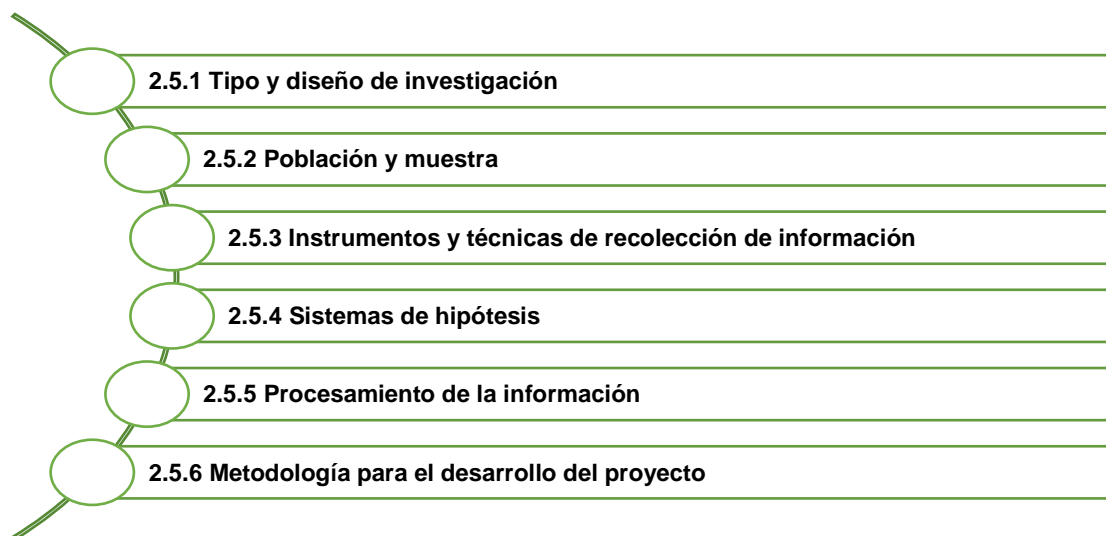 2.5.1 Tipo y diseño de investigación
2.5.2 Población y muestra
2.5.3 Instrumentos y técnicas de recolección de información
2.5.4 Sistemas de hipótesis
2.5.5 Procesamiento de la información
2.5.6 Metodología para el desarrollo del proyecto